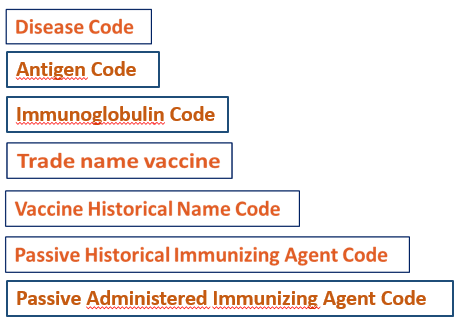 Disease Code
Antigen Code
Immunoglobulin Code
Trade name vaccine
Vaccine Historical Name Code
Passive Historical Immunizing Agent Code
Passive Administered Immunizing Agent Code